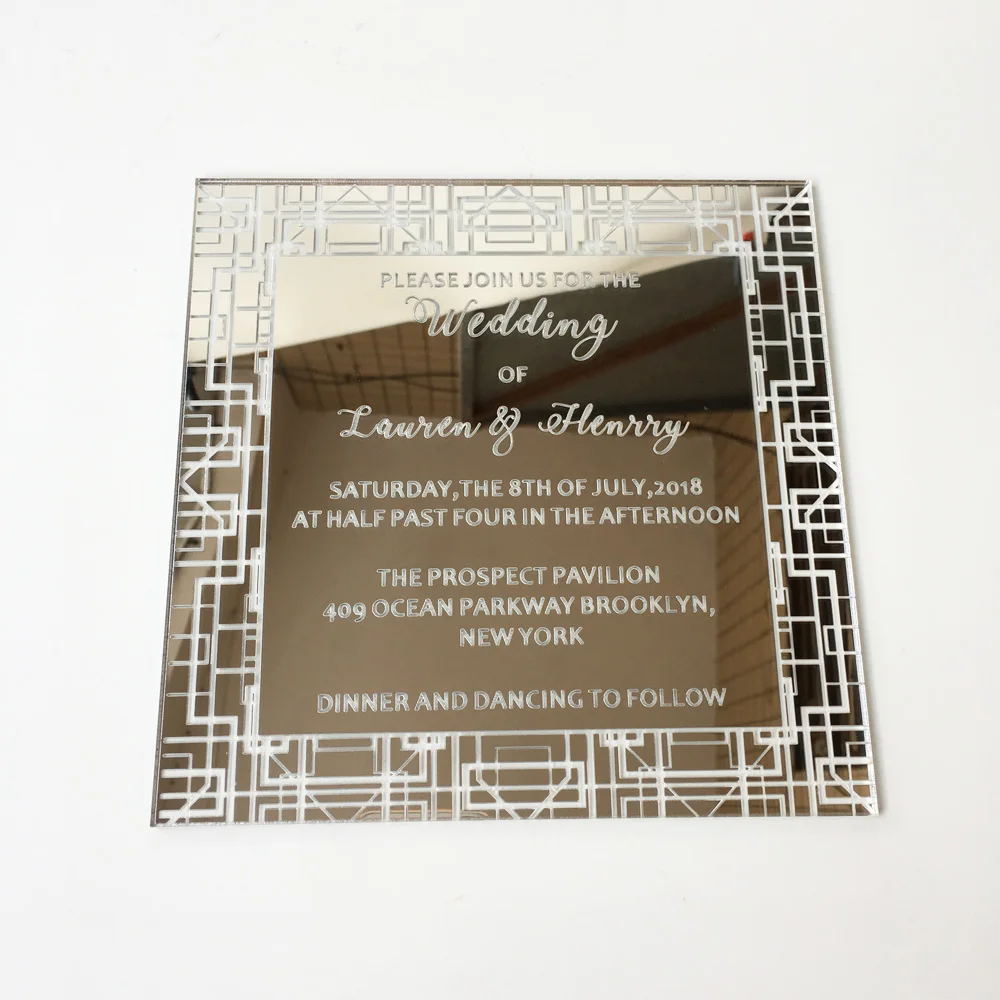 PLEASE JOIN US FOR THE
Wedding
OF
Lauren & Henrry
SATURDAY,THE 8TH OF JULY,2018
AT HALF PAST FOUR IN THE AFTERNOON
THE PROSPECT PAVILION
409 OCEAN PARKWAY BROOKLYN,
NEW YORK
DINNER AND DANCING TO FOLLOW